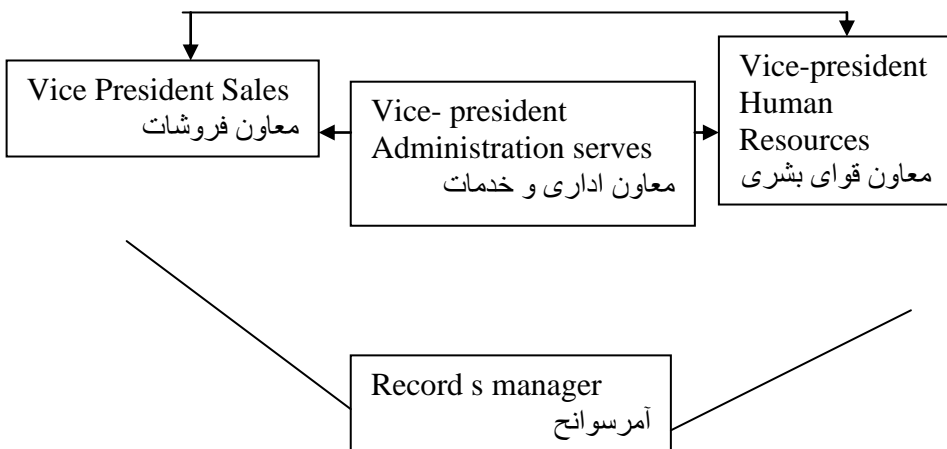 Vice President Sales
معاون فروشات
Vice- president
Administration serves
معاون اداری و خدمات
Vice-president
Human
Resources
معاون قوای بشری
Record s manager
آمرسوانح